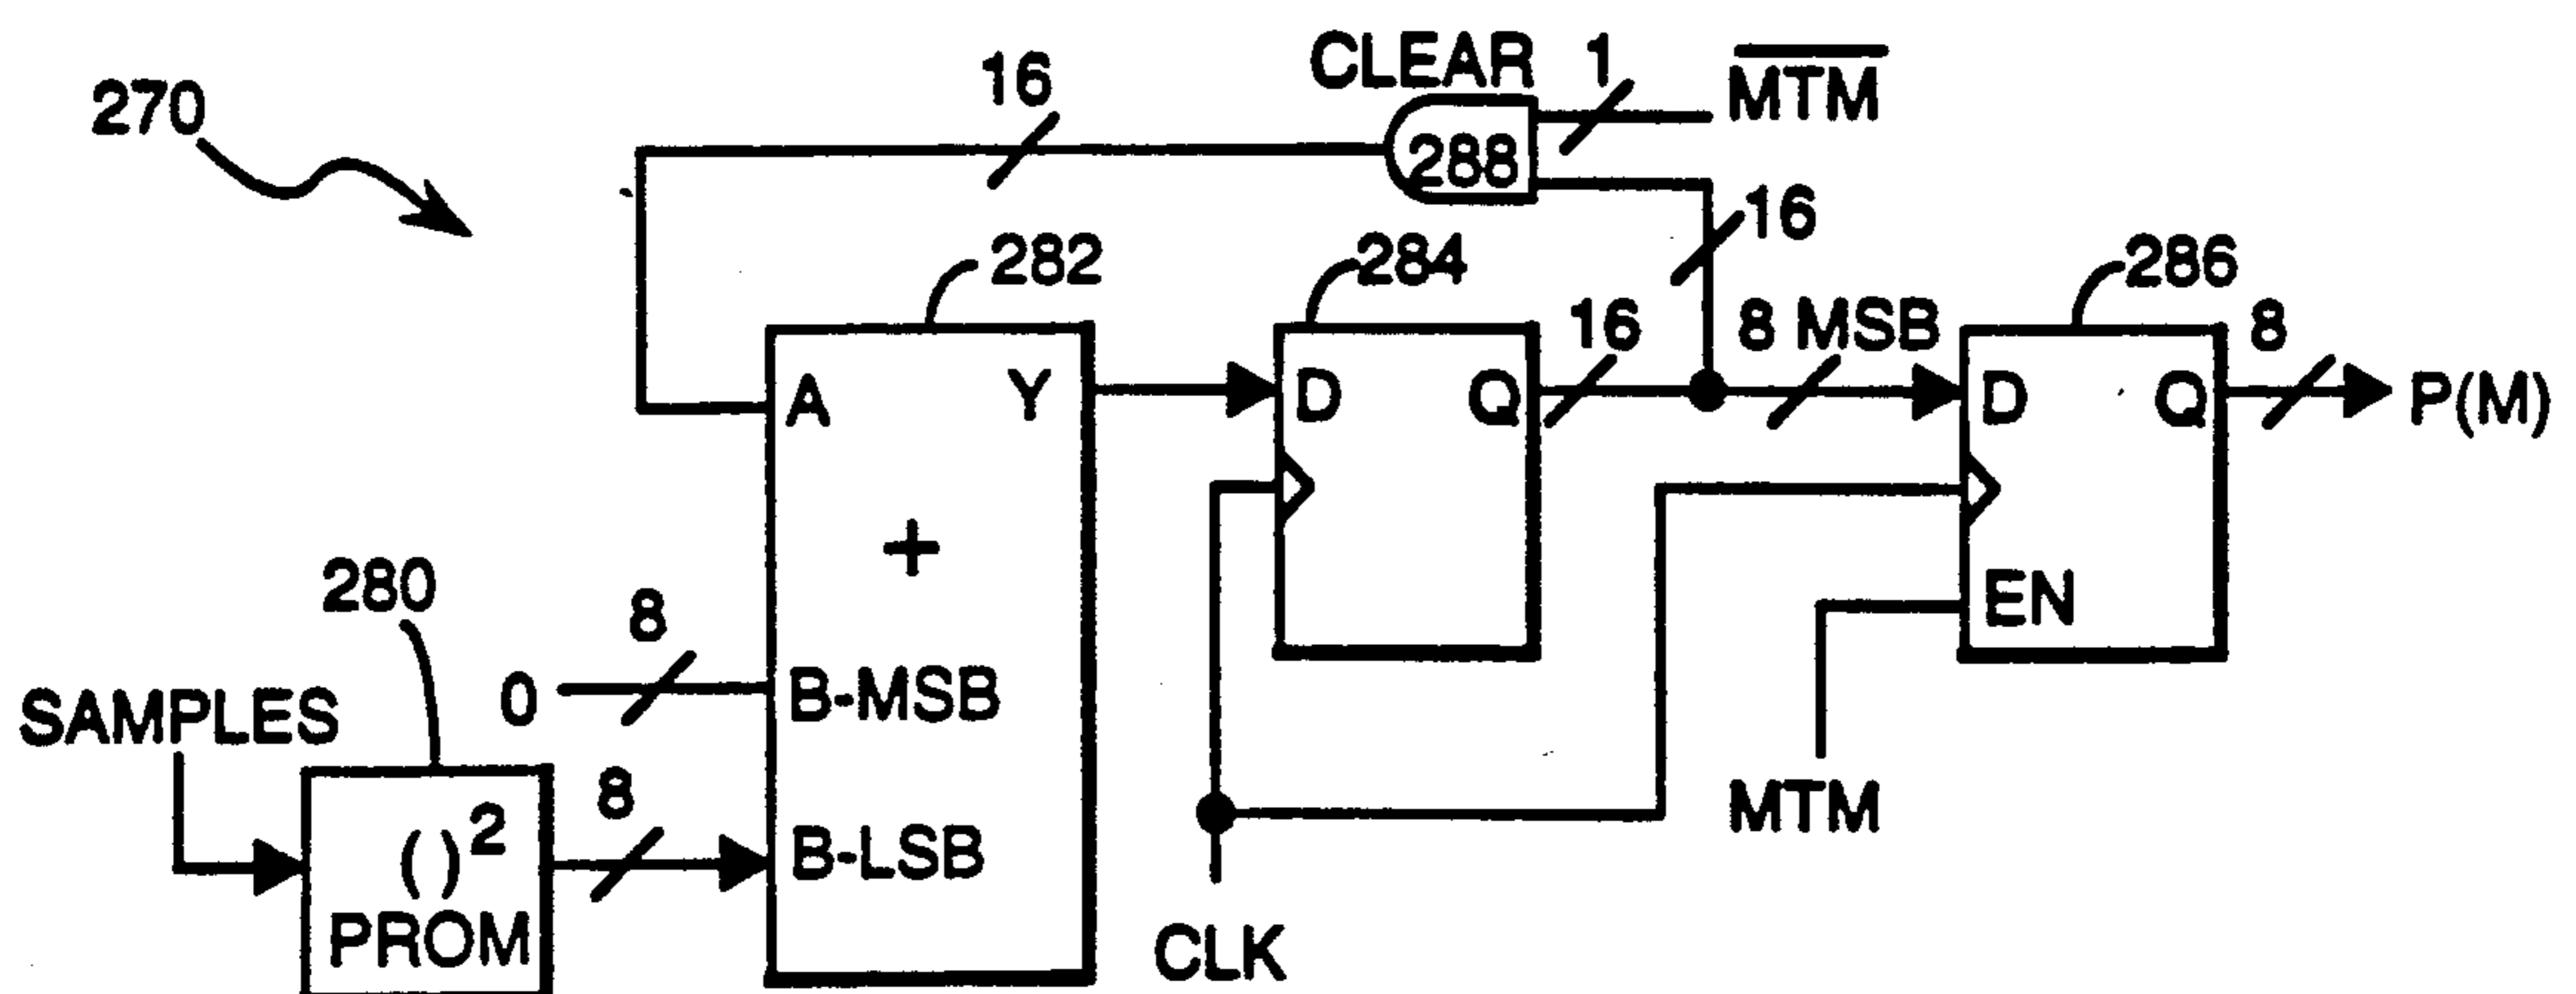 270
16
CLEAR
1
M̅T̅M̅
288
16
282
284
286
A
Y
D
Q
16
8 MSB
D
Q
8
P(M)
+
EN
280
8
0
B-MSB
SAMPLES
MTM
8
B-LSB
( )²
PROM
CLK